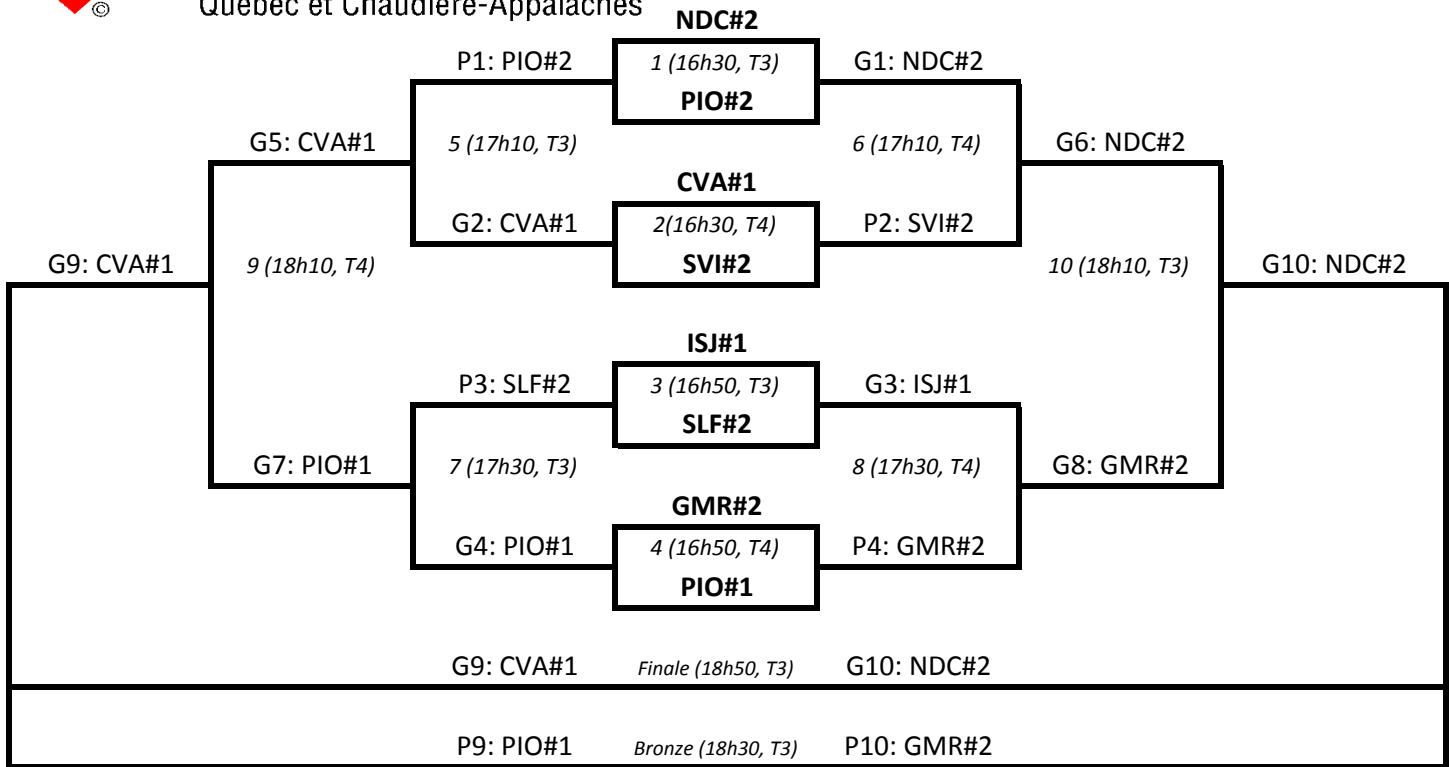 ©
Québec et Chaudière-Appalaches
NDC#2
P1: PIO#2
1 (16h30, T3)
G1: NDC#2
PIO#2
G5: CVA#1
5 (17h10, T3)
6 (17h10, T4)
G6: NDC#2
CVA#1
G2: CVA#1
2(16h30, T4)
P2: SVI#2
SVI#2
G9: CVA#1
9 (18h10, T4)
10 (18h10, T3)
G10: NDC#2
ISJ#1
P3: SLF#2
3 (16h50, T3)
G3: ISJ#1
SLF#2
G7: PIO#1
7 (17h30, T3)
8 (17h30, T4)
G8: GMR#2
GMR#2
G4: PIO#1
4 (16h50, T4)
P4: GMR#2
PIO#1
G9: CVA#1
Finale (18h50, T3)
G10: NDC#2
P9: PIO#1
Bronze (18h30, T3)
P10: GMR#2